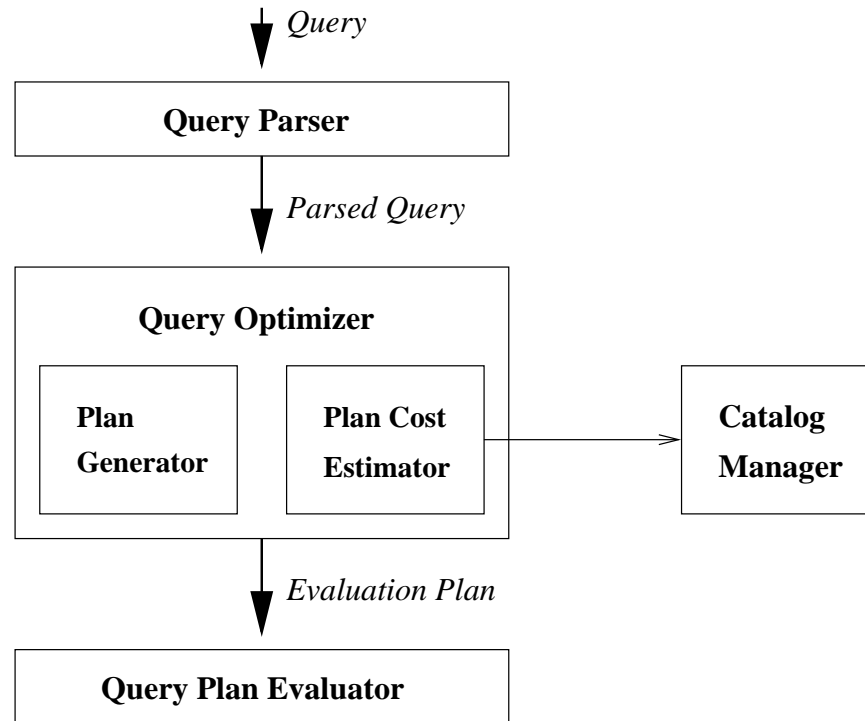 Query
Query Parser
Parsed Query
Query Optimizer
Plan
Generator
Plan Cost
Estimator
Catalog
Manager
Evaluation Plan
Query Plan Evaluator